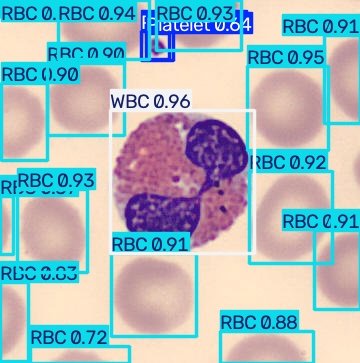 RBC 0.94
RBC 0.93
Platelet 0.64
RBC 0.91
RBC 0.90
RBC 0.95
RBC 0.90
WBC 0.96
RBC 0.92
RBC 0.93
RBC 0.91
RBC 0.91
RBC 0.83
RBC 0.88
RBC 0.72